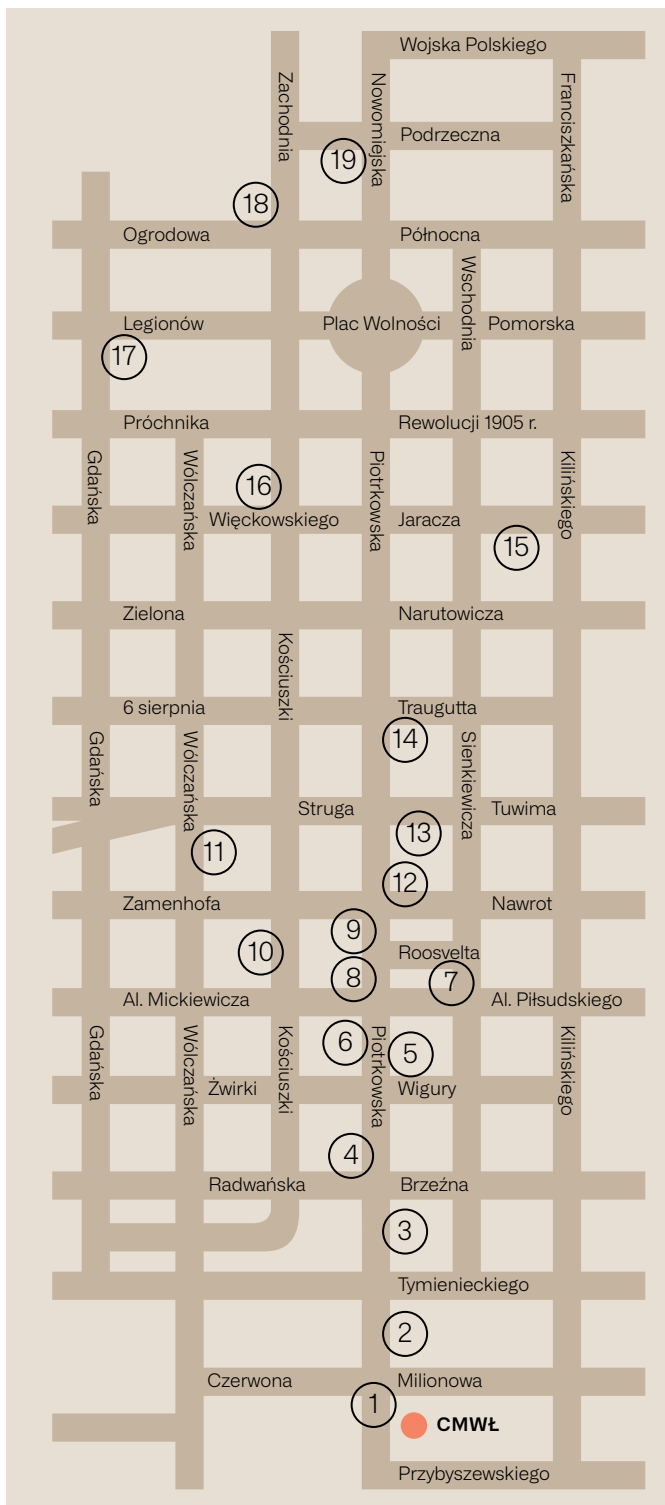 Wojska Polskiego
Zachodnia
Nowomiejska
Franciszkańska
Podrzeczna
19
18
Ogrodowa
Północna
Wschodnia
Legionów
Plac Wolności
Pomorska
17
Próchnika
Rewolucji 1905 r.
Gdańska
Wólczańska
Piotrkowska
Kilińskiego
16
Więckowskiego
Jaracza
15
Zielona
Narutowicza
Kościuszki
6 sierpnia
Traugutta
14
Gdańska
Wólczańska
Sienkiewicza
Struga
Tuwima
13
11
12
Zamenhofa
Nawrot
9
10
Roosvelta
8
7
Al. Mickiewicza
Al. Piłsudskiego
Gdańska
Wólczańska
Kościuszki
6
Piotrkowska
5
Kilińskiego
Żwirki
Wigury
4
Radwańska
Brzeźna
3
Tymienieckiego
2
Czerwona
Milionowa
1
CMWŁ
Przybyszewskiego